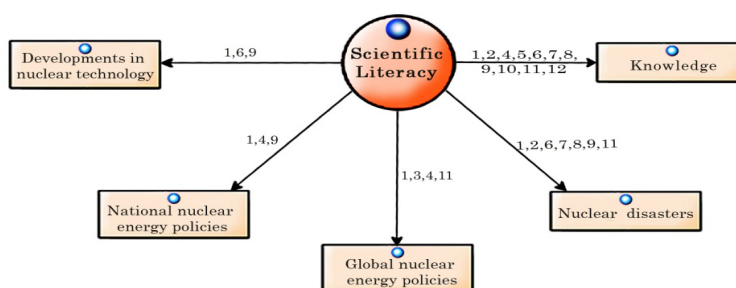 Scientific
Literacy
Developments in
nuclear technology
1,6,9
1,2,4,5,6,7,8,
9,10,11,12
Knowledge
1,4,9
1,3,4,11
1,2,6,7,8,9,11
National nuclear
energy policies
Global nuclear
energy policies
Nuclear disasters